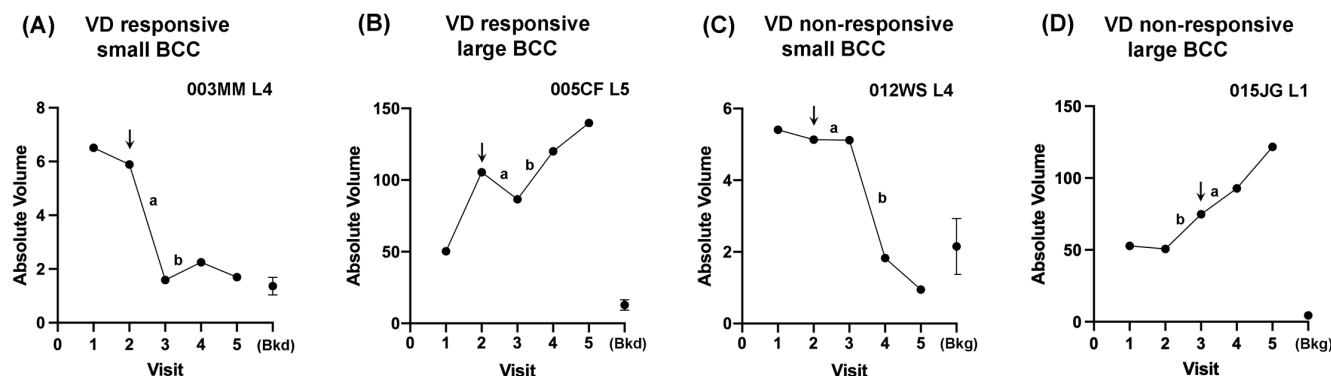 (A) VD responsive
small BCC
003MM L4
Absolute Volume
8
6
4
2
0
a
b
0 1 2 3 4 5 (Bkd)
Visit
(B) VD responsive
large BCC
005CF L5
Absolute Volume
150
100
50
0
a
b
0 1 2 3 4 5 (Bkd)
Visit
(C) VD non-responsive
small BCC
012WS L4
Absolute Volume
6
4
2
0
a
b
0 1 2 3 4 5 (Bkg)
Visit
(D) VD non-responsive
large BCC
015JG L1
Absolute Volume
150
100
50
0
b
a
0 1 2 3 4 5 (Bkg)
Visit